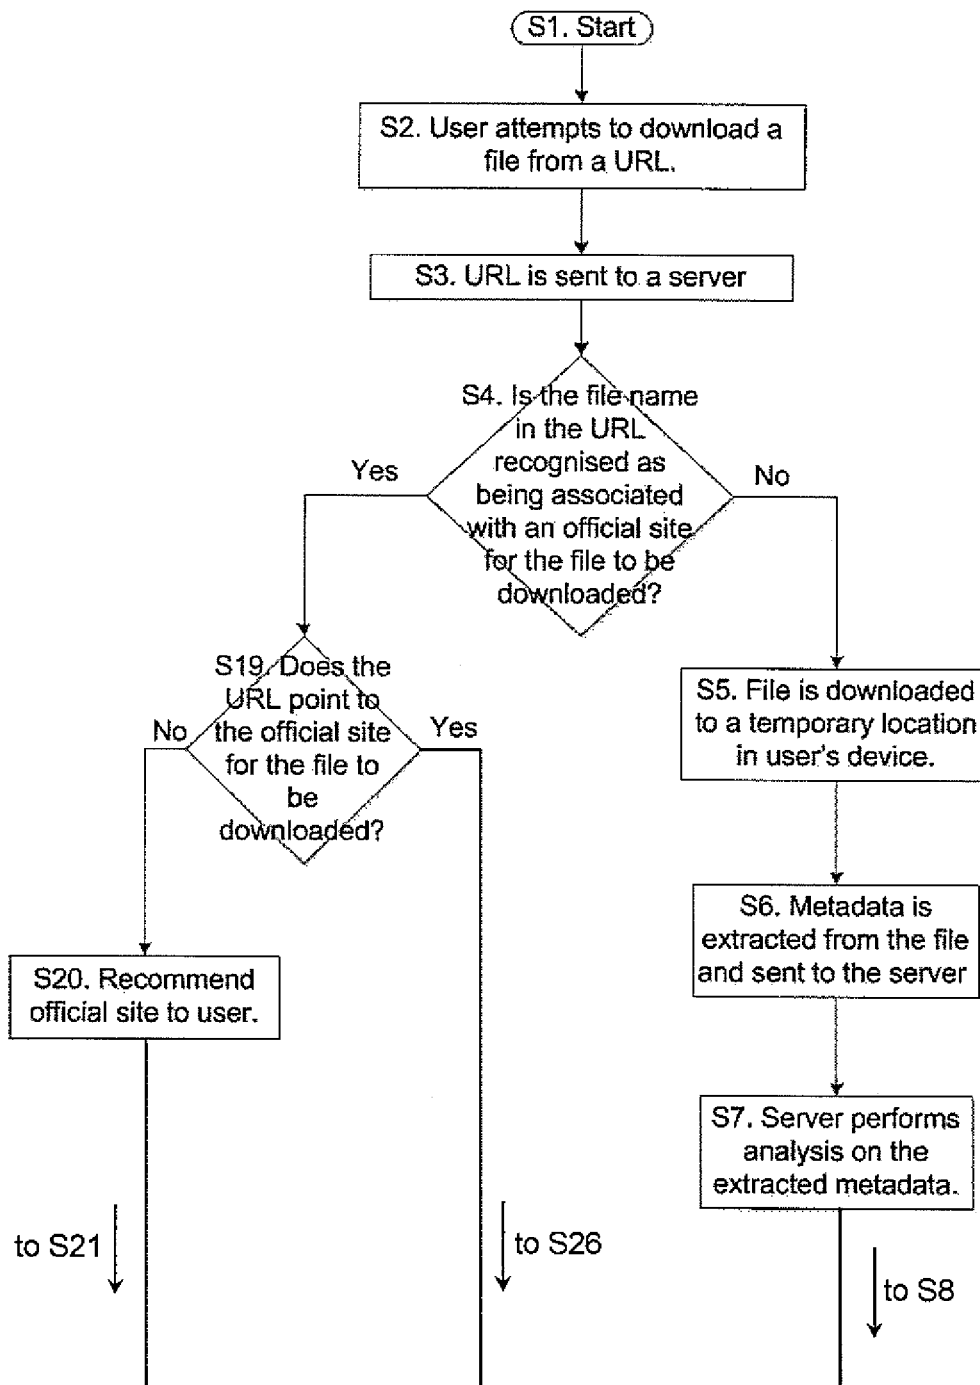 S1. Start
S2. User attempts to download a
file from a URL.
S3. URL is sent to a server
S4. Is the file name
in the URL
recognised as
being associated
with an official site
for the file to be
downloaded?
Yes
No
S19. Does the
URL point to
the official site
for the file to
be
downloaded?
No
Yes
S5. File is downloaded
to a temporary location
in user's device.
S6. Metadata is
extracted from the file
and sent to the server
S20. Recommend
official site to user.
S7. Server performs
analysis on the
extracted metadata.
to S21
to S26
to S8